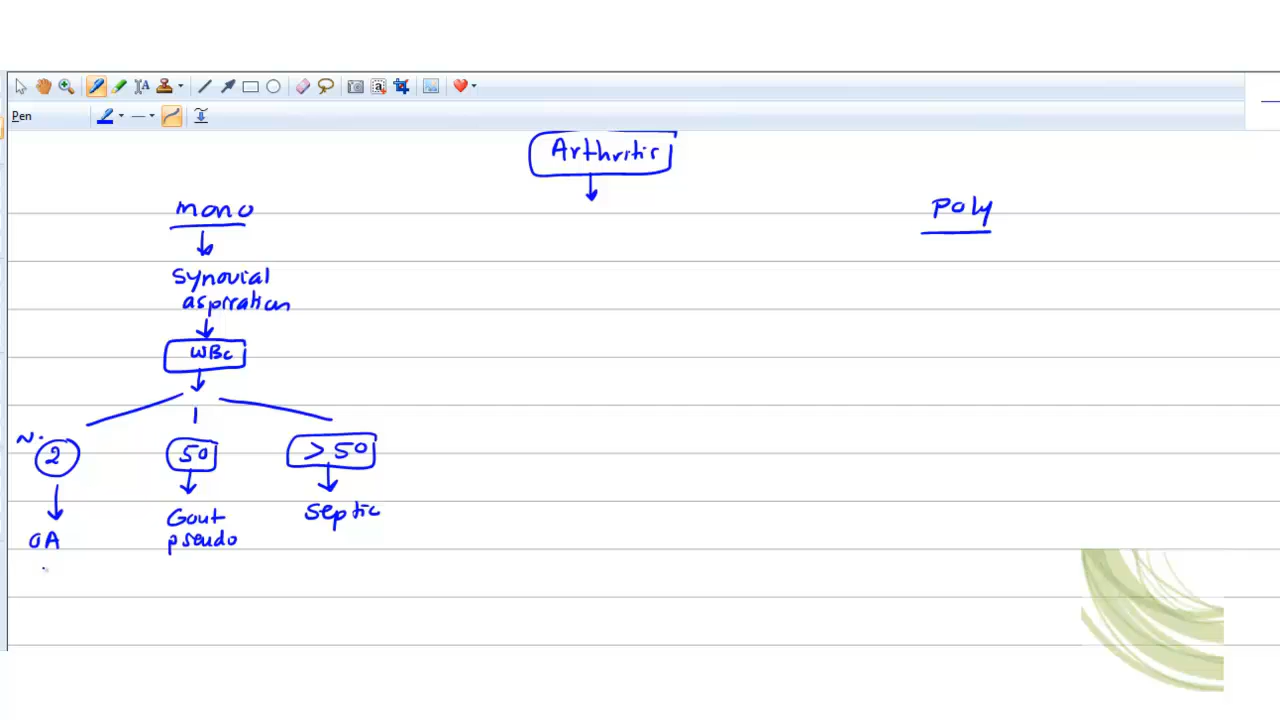 Pen
Arthritis
mono
Poly
Synovial
aspiration
WBc
N.
2
50
> 50
OA
Gout
pseudo
Septic